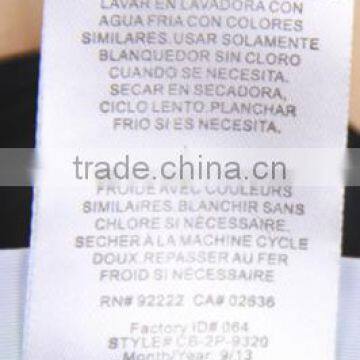 LAVAR EN LAVADORA CON
AGUA FRIA CON COLORES
SIMILARES. USAR SOLAMENTE
BLANQUEDOR SIN CLORO
CUANDO SE NECESITA.
SECAR EN SECADORA,
CICLO LENTO. PLANCHAR
FRIO SI ES NECESITA.
trade.china.cn
FROIDE AVEC COULEURS
SIMILAIRES. BLANCHIR SANS
CHLORE SI NÉCESSAIRE.
SECHER À LA MACHINE CYCLE
DOUX. REPASSER AU FER
FROID SI NÉCESSAIRE
RN# 92222 CA# 02636
Factory ID# 064
STYLE# CB-2P-9320
Month/Year 9/13